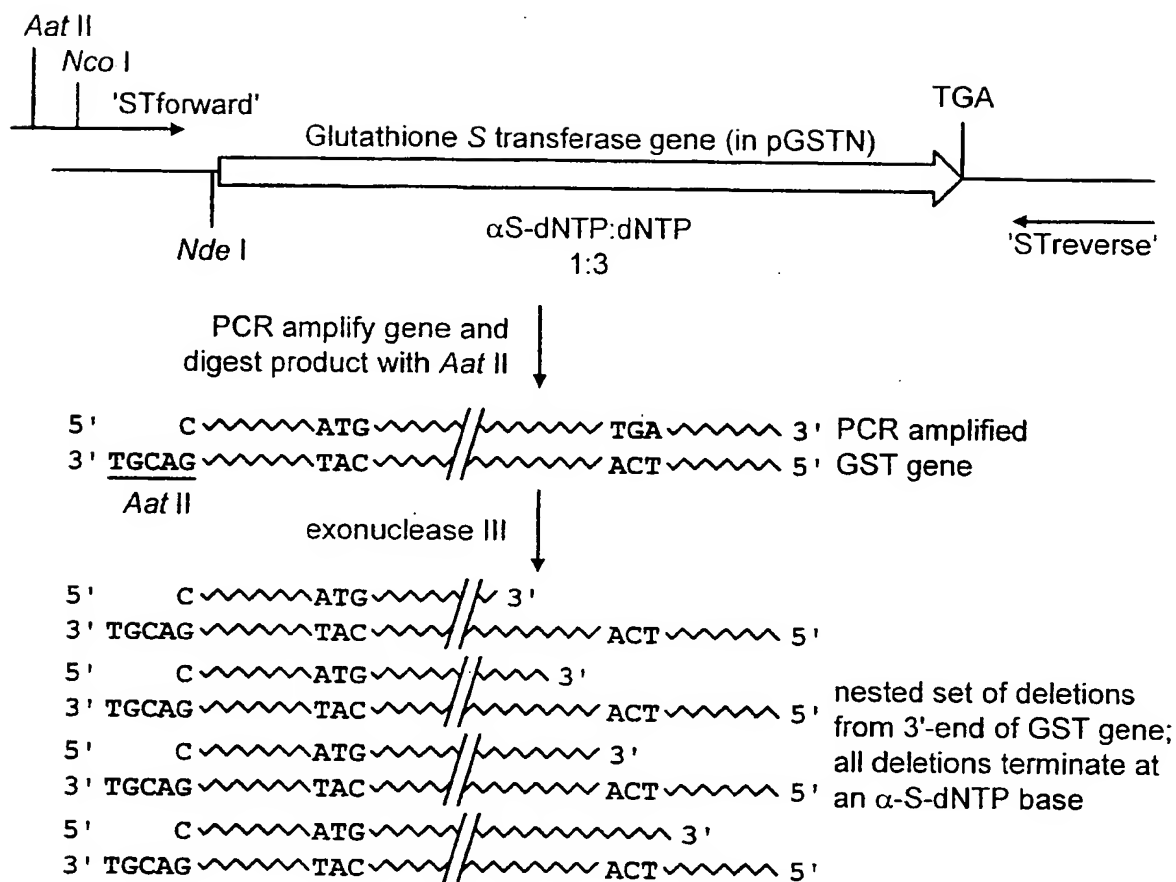 Aat II
Nco I
'STforward'
TGA
Glutathione S transferase gene (in pGSTN)
Nde I
αS-dNTP:dNTP
1:3
'STreverse'
PCR amplify gene and
digest product with Aat II
5' C ATG TGA 3' PCR amplified
3' TGCAG TAC ACT 5' GST gene
Aat II
exonuclease III
5' C ATG 3'
3' TGCAG TAC ACT 5'
5' C ATG 3'
3' TGCAG TAC ACT 5'
5' C ATG 3'
3' TGCAG TAC ACT 5'
5' C ATG 3'
3' TGCAG TAC ACT 5'
nested set of deletions
from 3'-end of GST gene;
all deletions terminate at
an α-S-dNTP base